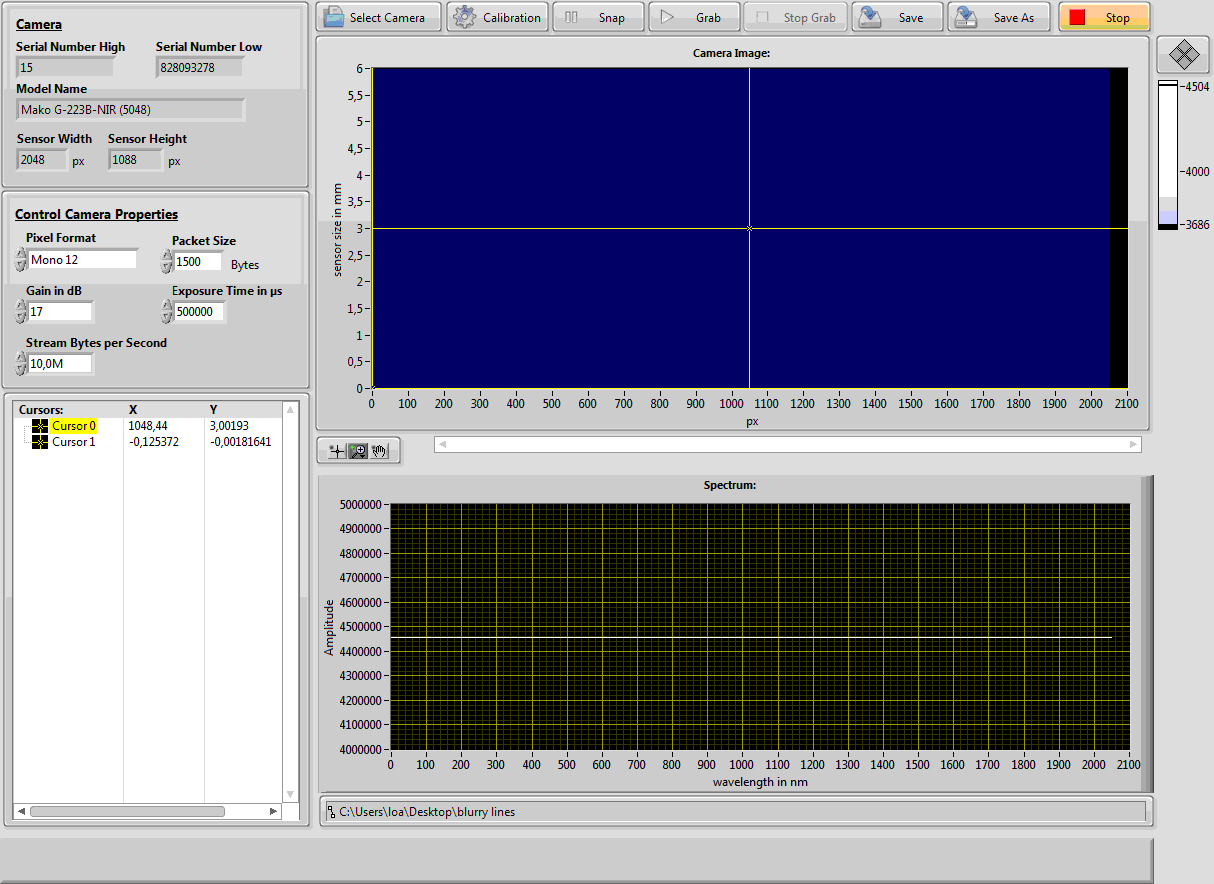 Select Camera Calibration Snap Grab Stop Grab Save Save As Stop
Camera
Serial Number High Serial Number Low
15 828093278
Model Name
Mako G-223B-NIR (5048)
Sensor Width Sensor Height
2048 px 1088 px
Control Camera Properties
Pixel Format Packet Size
Mono 12 1500 Bytes
Gain in dB Exposure Time in µs
17 500000
Stream Bytes per Second
10,0M
Cursors: X Y
Cursor 0 1048,44 3,00193
Cursor 1 -0,125372 -0,00181641
Camera Image:
6
5,5
5
4,5
4
3,5
3
2,5
2
1,5
1
0,5
0
sensor size in mm
0 100 200 300 400 500 600 700 800 900 1000 1100 1200 1300 1400 1500 1600 1700 1800 1900 2000 2100
px
4504
4000
3686
Spectrum:
5000000
4900000
4800000
4700000
4600000
4500000
4400000
4300000
4200000
4100000
4000000
Amplitude
0 100 200 300 400 500 600 700 800 900 1000 1100 1200 1300 1400 1500 1600 1700 1800 1900 2000 2100
wavelength in nm
C:\Users\loa\Desktop\blurry lines